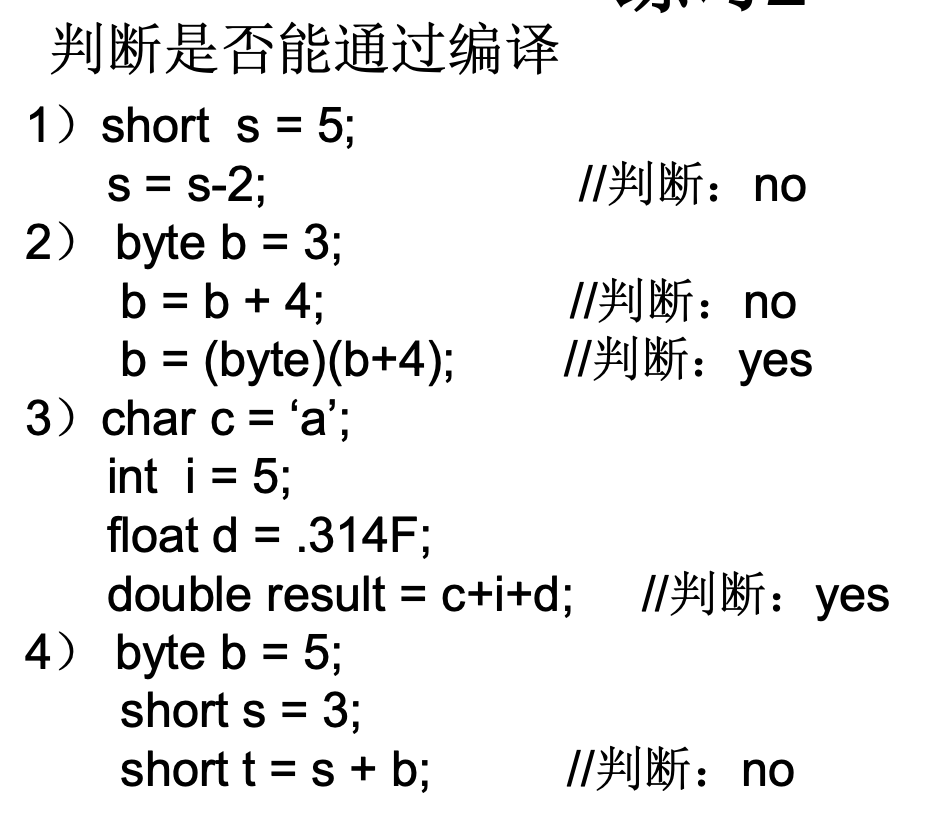 判断是否能通过编译
1）short  s = 5;
s = s-2;  //判断：no
2） byte b = 3;
b = b + 4;  //判断：no
b = (byte)(b+4);  //判断：yes
3）char c = ‘a’;
int  i = 5;
float d = .314F;
double result = c+i+d;  //判断：yes
4） byte b = 5;
short s = 3;
short t = s + b;  //判断：no